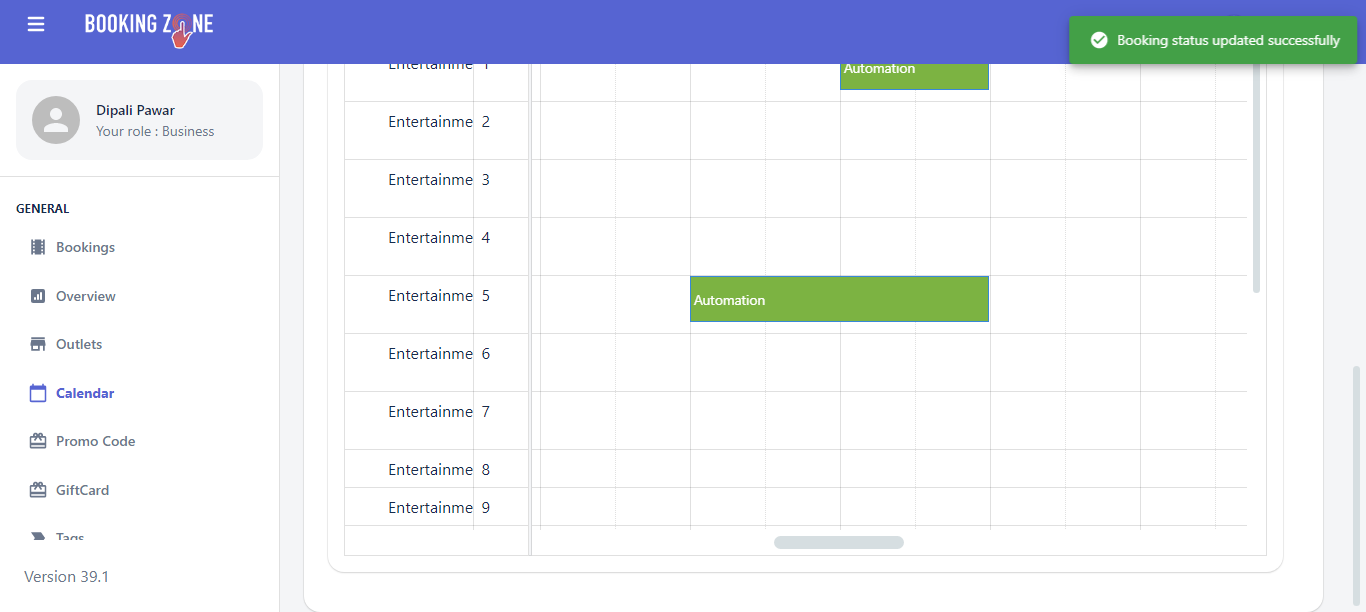 BOOKING ZONE
Booking status updated successfully
Dipali Pawar
Your role : Business
GENERAL
Bookings
Overview
Outlets
Calendar
Promo Code
GiftCard
Tags
Version 39.1
Entertainme 1
Automation
Entertainme 2
Entertainme 3
Entertainme 4
Entertainme 5
Automation
Entertainme 6
Entertainme 7
Entertainme 8
Entertainme 9